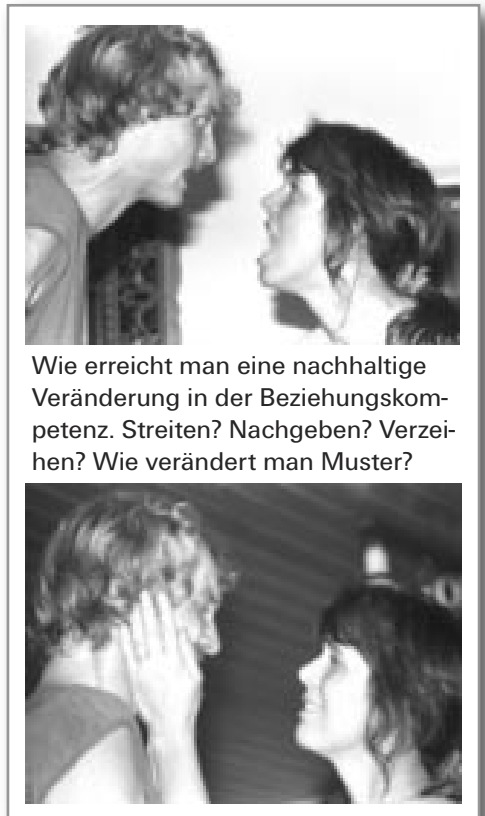 Wie erreicht man eine nachhaltige
Veränderung in der Beziehungskom-
petenz. Streiten? Nachgeben? Verzei-
hen? Wie verändert man Muster?